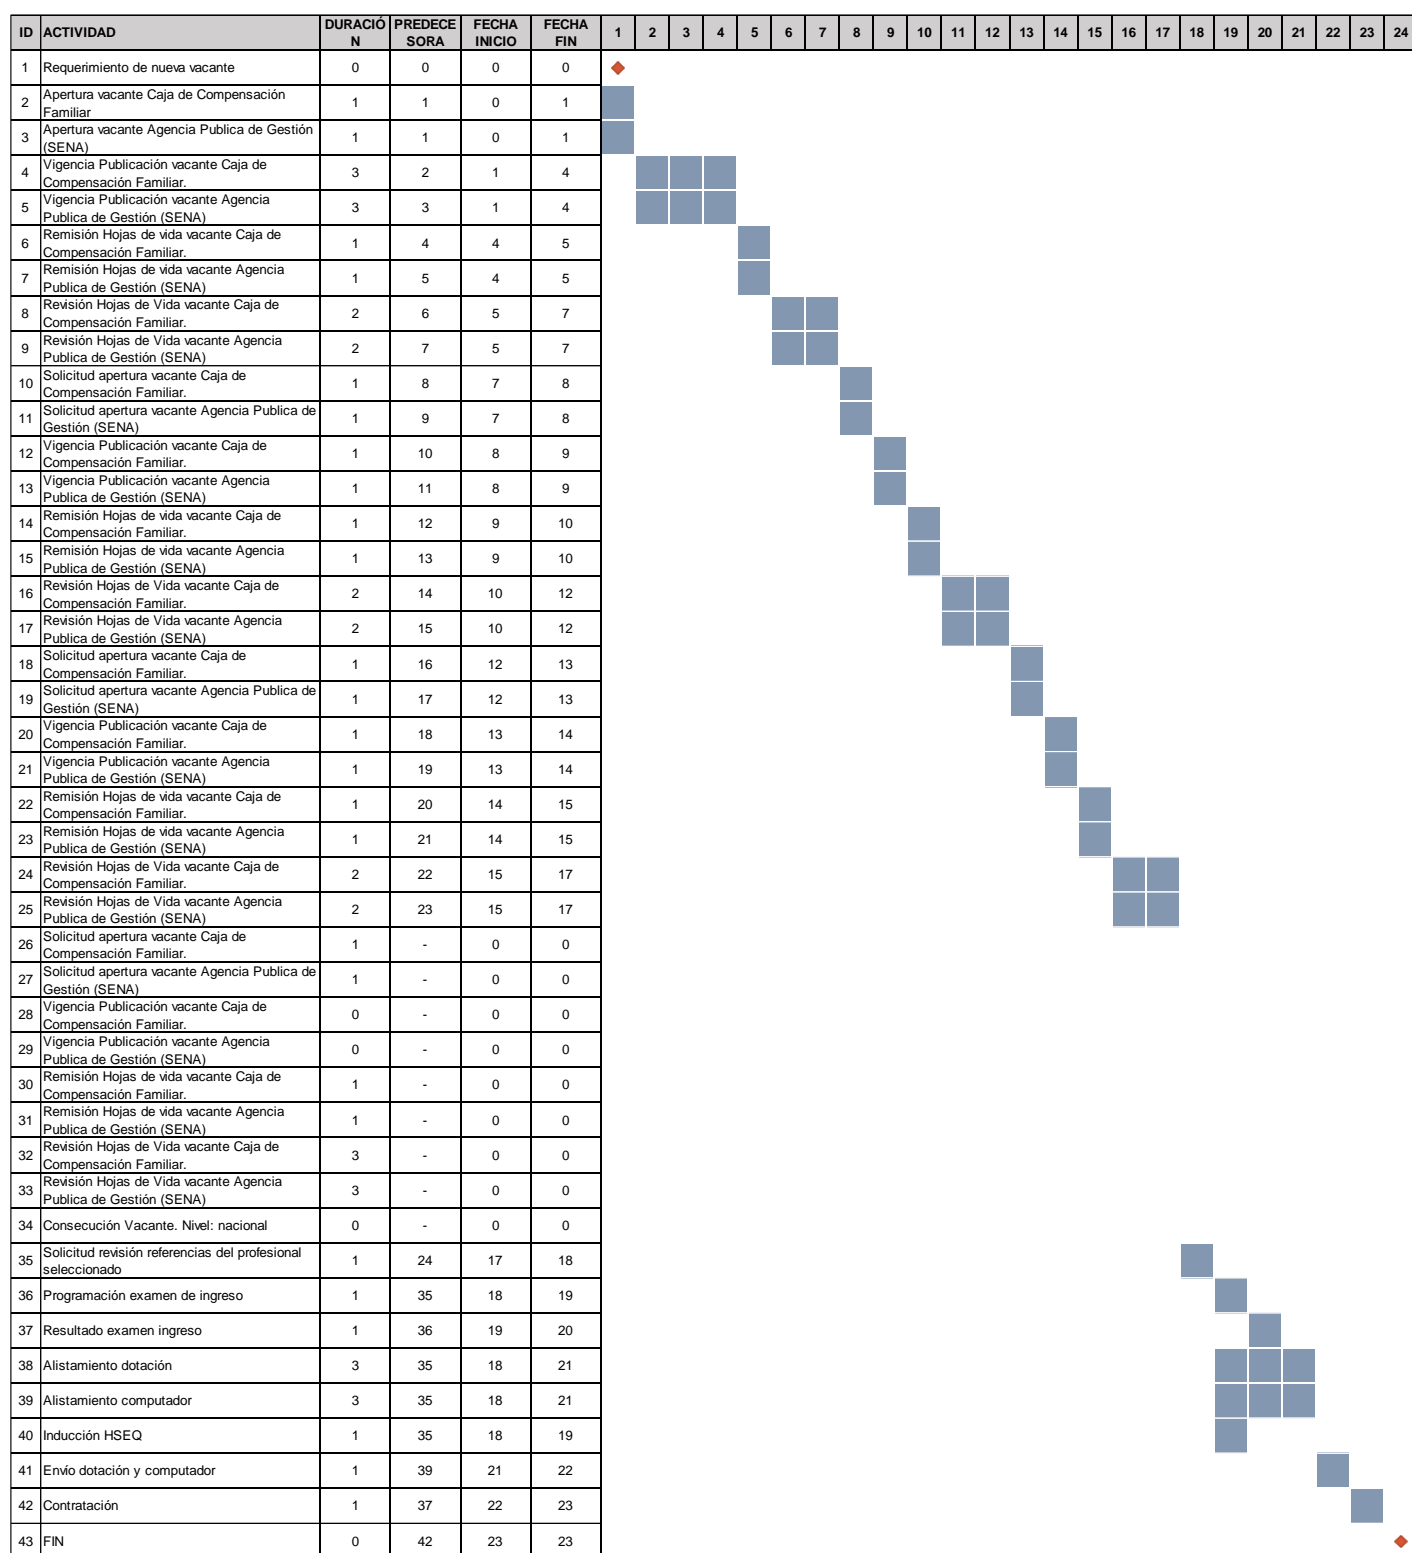 ID ACTIVIDAD DURACIÓ N PREDECE SORA FECHA INICIO FECHA FIN 1 2 3 4 5 6 7 8 9 10 11 12 13 14 15 16 17 18 19 20 21 22 23 24
1 Requerimiento de nueva vacante 0 0 0 0
2 Apertura vacante Caja de Compensación
Familiar 1 1 0 1
3 Apertura vacante Agencia Publica de Gestión
(SENA) 1 1 0 1
4 Vigencia Publicación vacante Caja de
Compensación Familiar. 3 2 1 4
5 Vigencia Publicación vacante Agencia
Publica de Gestión (SENA) 3 3 1 4
6 Remisión Hojas de vida vacante Caja de
Compensación Familiar. 1 4 4 5
7 Remisión Hojas de vida vacante Agencia
Publica de Gestión (SENA) 1 5 4 5
8 Revisión Hojas de Vida vacante Caja de
Compensación Familiar. 2 6 5 7
9 Revisión Hojas de Vida vacante Agencia
Publica de Gestión (SENA) 2 7 5 7
10 Solicitud apertura vacante Caja de
Compensación Familiar. 1 8 7 8
11 Solicitud apertura vacante Agencia Publica de
Gestión (SENA) 1 9 7 8
12 Vigencia Publicación vacante Caja de
Compensación Familiar. 1 10 8 9
13 Vigencia Publicación vacante Agencia
Publica de Gestión (SENA) 1 11 8 9
14 Remisión Hojas de vida vacante Caja de
Compensación Familiar. 1 12 9 10
15 Remisión Hojas de vida vacante Agencia
Publica de Gestión (SENA) 1 13 9 10
16 Revisión Hojas de Vida vacante Caja de
Compensación Familiar. 2 14 10 12
17 Revisión Hojas de Vida vacante Agencia
Publica de Gestión (SENA) 2 15 10 12
18 Solicitud apertura vacante Caja de
Compensación Familiar. 1 16 12 13
19 Solicitud apertura vacante Agencia Publica de
Gestión (SENA) 1 17 12 13
20 Vigencia Publicación vacante Caja de
Compensación Familiar. 1 18 13 14
21 Vigencia Publicación vacante Agencia
Publica de Gestión (SENA) 1 19 13 14
22 Remisión Hojas de vida vacante Caja de
Compensación Familiar. 1 20 14 15
23 Remisión Hojas de vida vacante Agencia
Publica de Gestión (SENA) 1 21 14 15
24 Revisión Hojas de Vida vacante Caja de
Compensación Familiar. 2 22 15 17
25 Revisión Hojas de Vida vacante Agencia
Publica de Gestión (SENA) 2 23 15 17
26 Solicitud apertura vacante Caja de
Compensación Familiar. 1 - 0 0
27 Solicitud apertura vacante Agencia Publica de
Gestión (SENA) 1 - 0 0
28 Vigencia Publicación vacante Caja de
Compensación Familiar. 0 - 0 0
29 Vigencia Publicación vacante Agencia
Publica de Gestión (SENA) 0 - 0 0
30 Remisión Hojas de vida vacante Caja de
Compensación Familiar. 1 - 0 0
31 Remisión Hojas de vida vacante Agencia
Publica de Gestión (SENA) 1 - 0 0
32 Revisión Hojas de Vida vacante Caja de
Compensación Familiar. 3 - 0 0
33 Revisión Hojas de Vida vacante Agencia
Publica de Gestión (SENA) 3 - 0 0
34 Consecución Vacante. Nivel: nacional 0 - 0 0
35 Solicitud revisión referencias del profesional
seleccionado 1 24 17 18
36 Programación examen de ingreso 1 35 18 19
37 Resultado examen ingreso 1 36 19 20
38 Alistamiento dotación 3 35 18 21
39 Alistamiento computador 3 35 18 21
40 Inducción HSEQ 1 35 18 19
41 Envío dotación y computador 1 39 21 22
42 Contratación 1 37 22 23
43 FIN 0 42 23 23